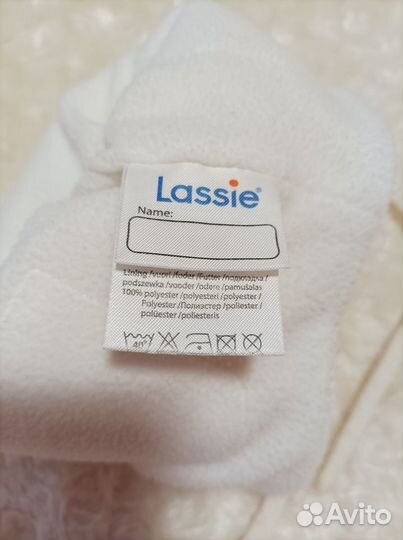 Lassie®
Name:
Lining /vuori /foder /Futter /подкладка /
podszewka /vooder /odere /pamušalas
100% polyester /polyesteri /polyester /
Polyester /Полиэстер /poliester /
polüester /poliesteris
40°
Avito